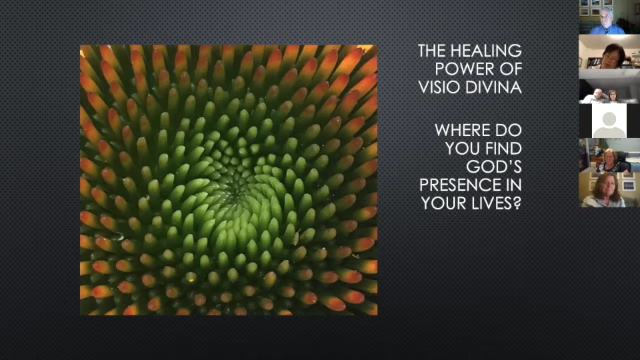 THE HEALING
POWER OF
VISIO DIVINA
WHERE DO
YOU FIND
GOD'S
PRESENCE IN
YOUR LIVES?